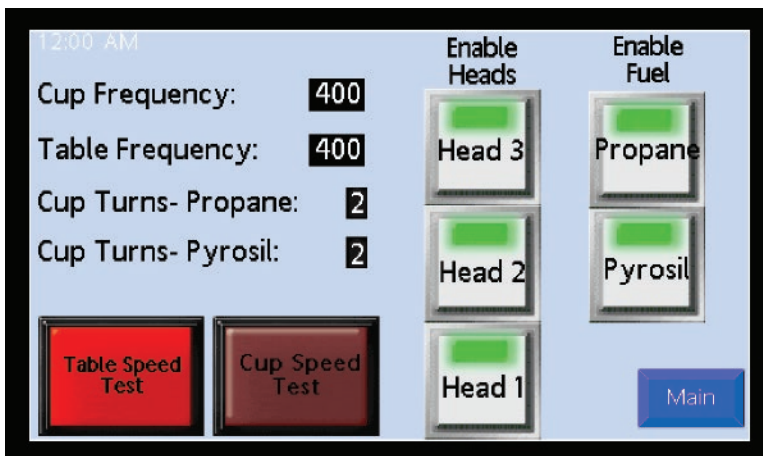 12:00 AM
Cup Frequency: 400
Table Frequency: 400
Cup Turns- Propane: 2
Cup Turns- Pyrosil: 2
Table Speed
Test
Cup Speed
Test
Enable
Heads
Head 3
Head 2
Head 1
Enable
Fuel
Propane
Pyrosil
Main